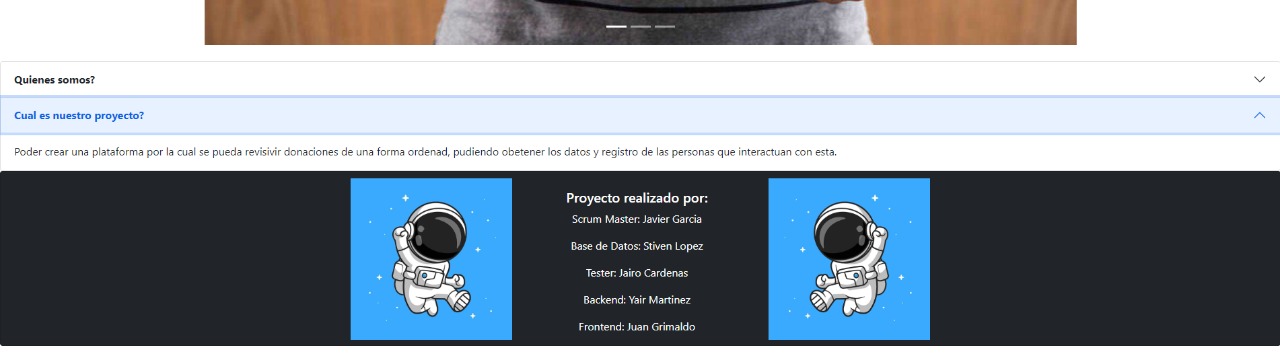 Quienes somos?
Cual es nuestro proyecto?
Poder crear una plataforma por la cual se pueda revisivir donaciones de una forma ordenad, pudiendo obetener los datos y registro de las personas que interactuan con esta.
Proyecto realizado por:
Scrum Master: Javier Garcia
Base de Datos: Stiven Lopez
Tester: Jairo Cardenas
Backend: Yair Martinez
Frontend: Juan Grimaldo